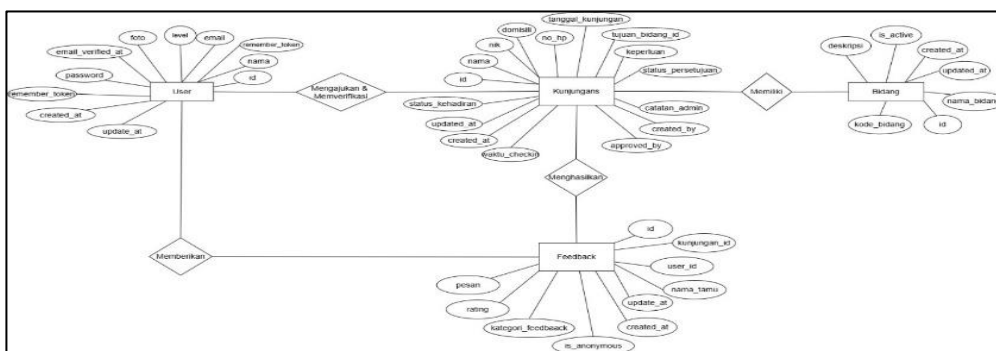 tanggal_kunjungan
domisili
no_hp
tujuan_bidang_id
nik
keperluan
nama
status_persetujuan
id
Kunjungans
status_kehadiran
catatan_admin
updated_at
created_by
created_at
approved_by
waktu_checkin
foto
level
email
email_verified_at
remember_token
nama
password
id
User
remember_token
created_at
update_at
Mengajukan &
Memverifikasi
Memiliki
is_active
deskripsi
created_at
updated_at
Bidang
nama_bidang
kode_bidang
id
Menghasilkan
Memberikan
id
kunjungan_id
Feedback
user_id
pesan
nama_tamu
rating
update_at
kategori_feedbaack
created_at
is_anonymous